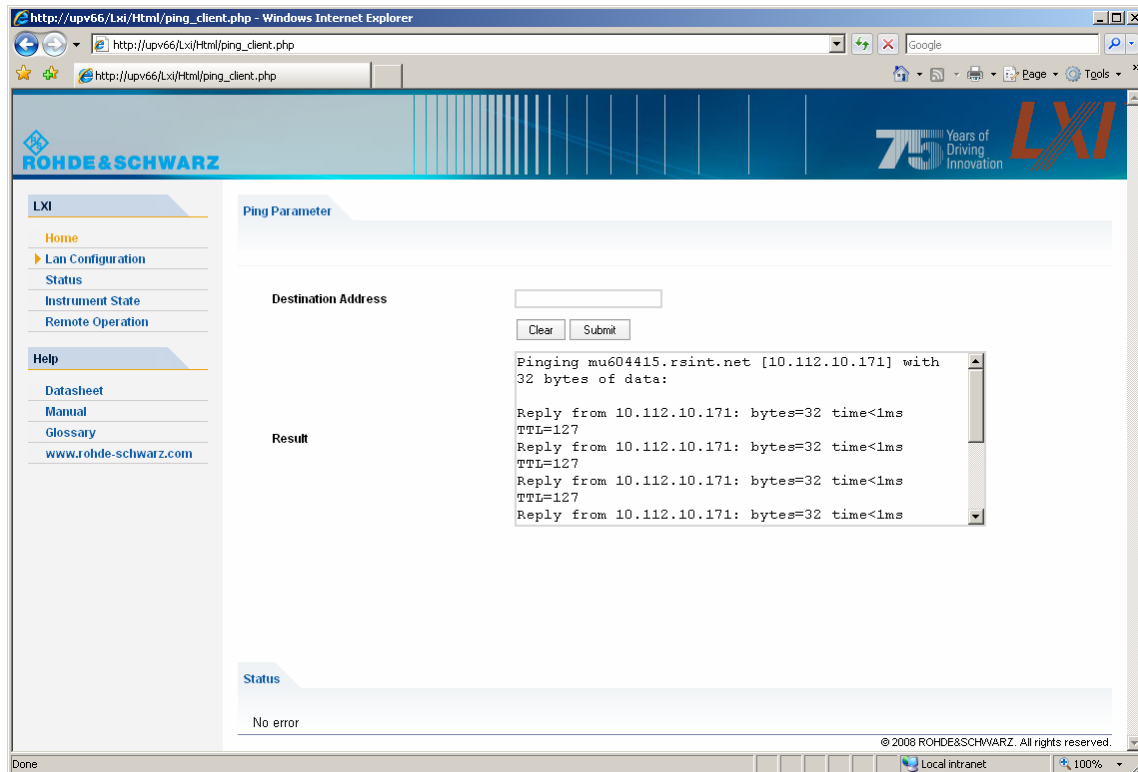 http://upv66/Lxi/Html/ping_client.php - Windows Internet Explorer
http://upv66/Lxi/Html/ping_client.php
Google
http://upv66/Lxi/Html/ping_client.php
Page
Tools
»
ROHDE&SCHWARZ
75 Years of
Driving
Innovation
LXI
LXI
Home
Lan Configuration
Status
Instrument State
Remote Operation
Help
Datasheet
Manual
Glossary
www.rohde-schwarz.com
Ping Parameter
Destination Address
Clear
Submit
Result
Pinging mu604415.rsint.net [10.112.10.171] with
32 bytes of data:
Reply from 10.112.10.171: bytes=32 time<1ms
TTL=127
Reply from 10.112.10.171: bytes=32 time<1ms
TTL=127
Reply from 10.112.10.171: bytes=32 time<1ms
TTL=127
Reply from 10.112.10.171: bytes=32 time<1ms
Status
No error
© 2008 ROHDE&SCHWARZ. All rights reserved.
Done
Local intranet
100%